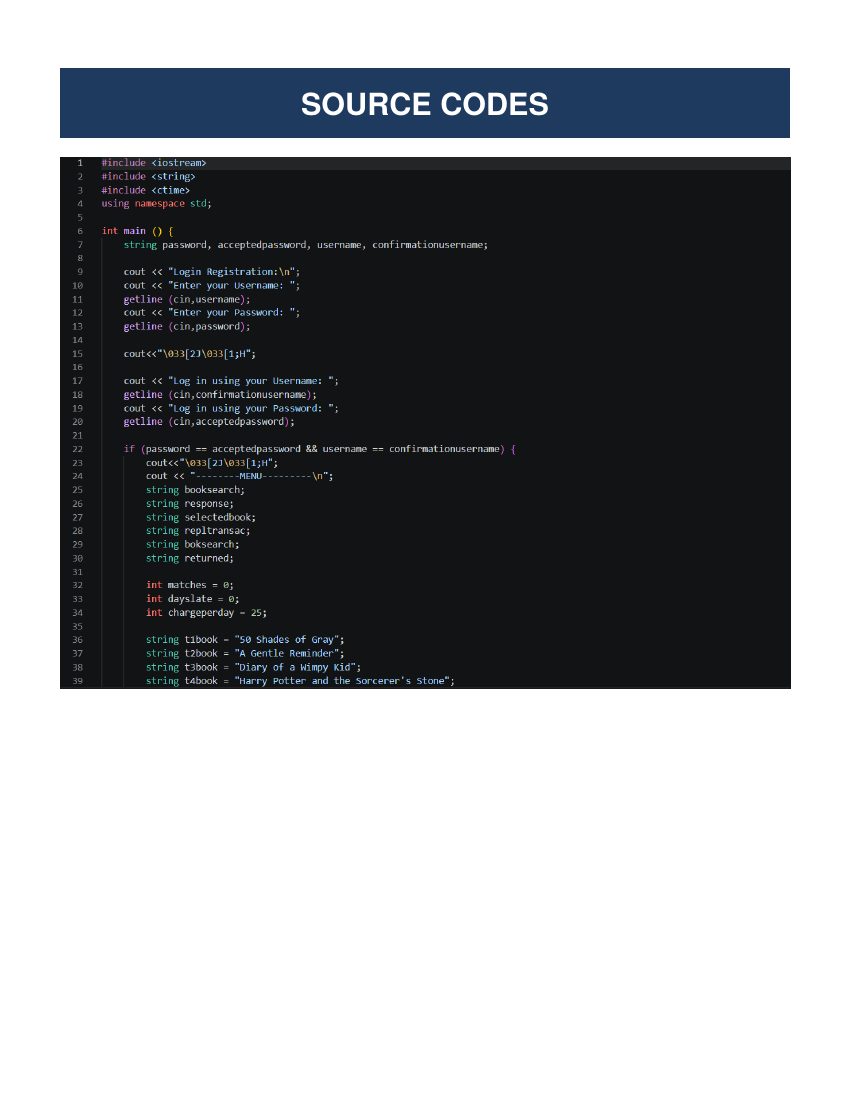 SOURCE CODES
1 #include <iostream>
2 #include <string>
3 #include <ctime>
4 using namespace std;
5
6 int main () {
7 string password, acceptedpassword, username, confirmationusername;
8
9 cout << "Login Registration:\n";
10 cout << "Enter your Username: ";
11 getline (cin,username);
12 cout << "Enter your Password: ";
13 getline (cin,password);
14
15 cout<<"\033[2J\033[1;H";
16
17 cout << "Log in using your Username: ";
18 getline (cin,confirmationusername);
19 cout << "Log in using your Password: ";
20 getline (cin,acceptedpassword);
21
22 if (password == acceptedpassword && username == confirmationusername) {
23 cout<<"\033[2J\033[1;H";
24 cout << "--------MENU---------\n";
25 string booksearch;
26 string response;
27 string selectedbook;
28 string repltransac;
29 string boksearch;
30 string returned;
31
32 int matches = 0;
33 int dayslate = 0;
34 int chargeperday = 25;
35
36 string t1book = "50 Shades of Gray";
37 string t2book = "A Gentle Reminder";
38 string t3book = "Diary of a Wimpy Kid";
39 string t4book = "Harry Potter and the Sorcerer's Stone";